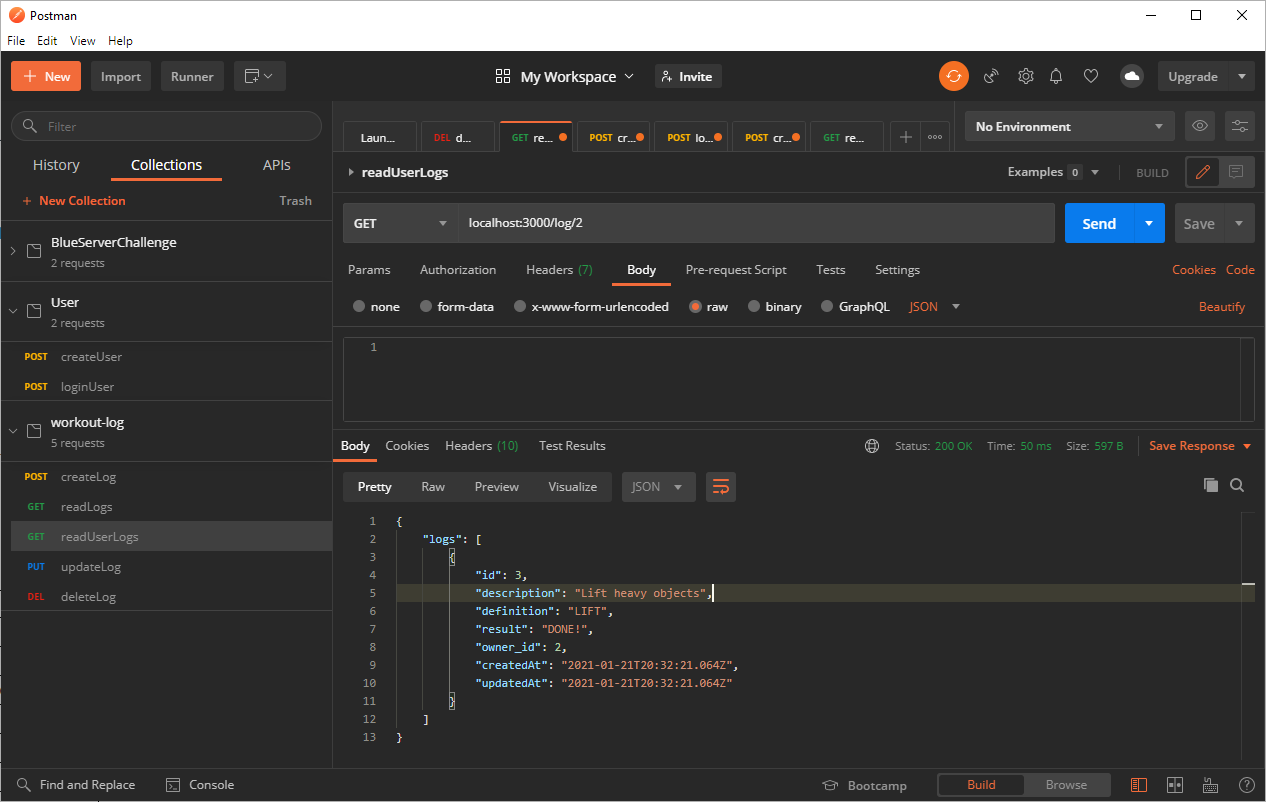 Postman
File Edit View Help
New Import Runner My Workspace Invite Upgrade
Filter
History Collections APIs
New Collection Trash
BlueServerChallenge
2 requests
User
2 requests
POST createUser
POST loginUser
workout-log
5 requests
POST createLog
GET readLogs
GET readUserLogs
PUT updateLog
DEL deleteLog
Laun... DEL d... GET re... POST cr... POST lo... POST cr... GET re... No Environment
readUserLogs Examples 0 BUILD
GET localhost:3000/log/2 Send Save
Params Authorization Headers (7) Body Pre-request Script Tests Settings Cookies Code
none form-data x-www-form-urlencoded raw binary GraphQL JSON Beautify
1
Body Cookies Headers (10) Test Results Status: 200 OK Time: 50 ms Size: 597 B Save Response
Pretty Raw Preview Visualize JSON
1 {
2 "logs": [
3 {
4 "id": 3,
5 "description": "Lift heavy objects",
6 "definition": "LIFT",
7 "result": "DONE!",
8 "owner_id": 2,
9 "createdAt": "2021-01-21T20:32:21.064Z",
10 "updatedAt": "2021-01-21T20:32:21.064Z"
11 }
12 ]
13 }
Find and Replace Console Bootcamp Build Browse